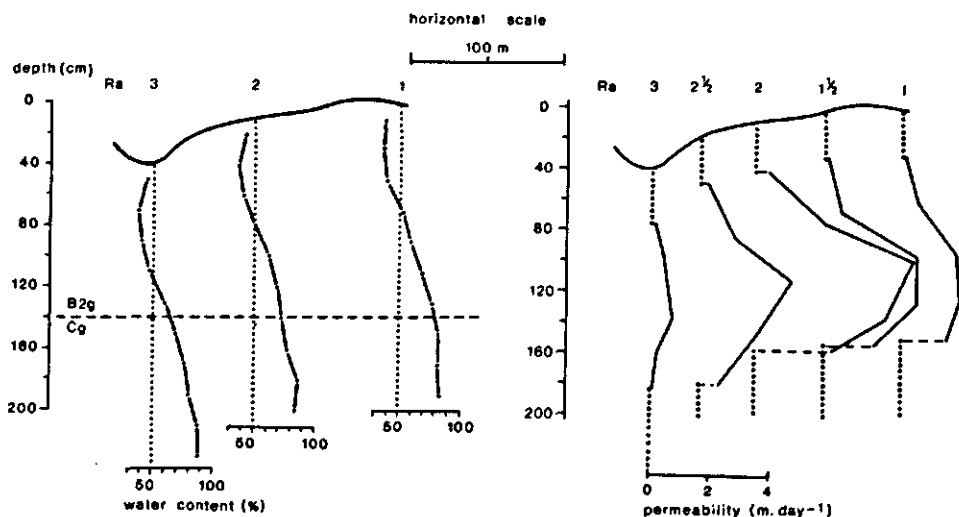 horizontal scale
100 m
depth (cm)
Ra 3 2 1
0
40
80
120
B2g
Cg
160
200
50 100
50 100
50 100
water content (%)
Ra 3 2½ 2 1½ 1
0
40
80
120
160
200
0 2 4
permeability (m.day-1)